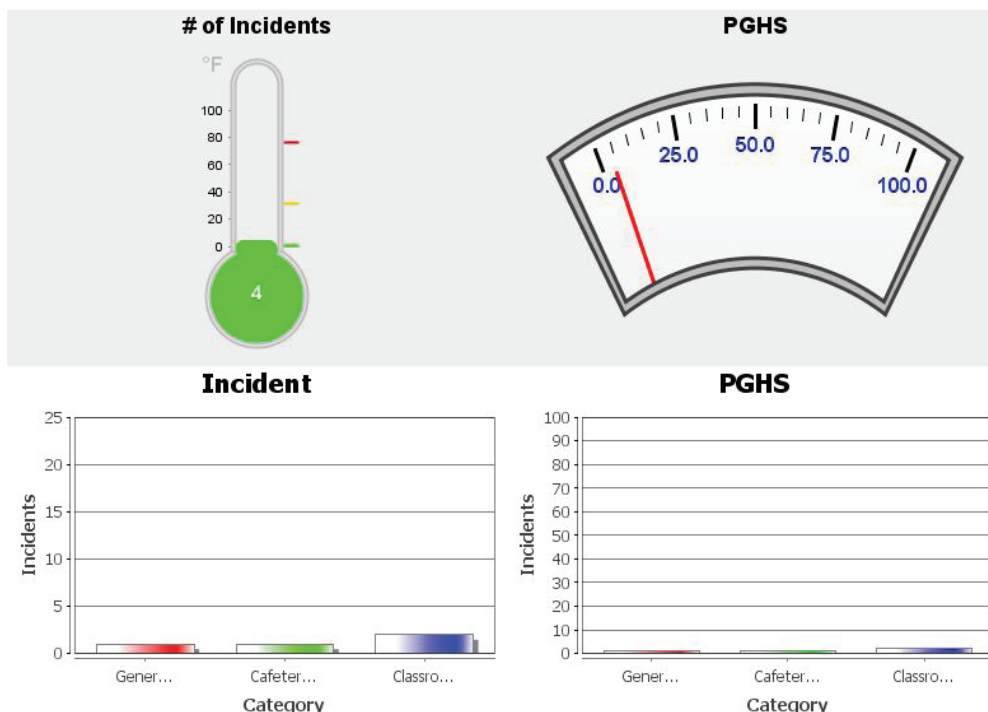 # of Incidents
°F
100
80
60
40
20
0
4
PGHS
0.0
25.0
50.0
75.0
100.0
Incident
Incidents
25
20
15
10
5
0
Gener...
Cafeter...
Classro...
Category
PGHS
Incidents
100
90
80
70
60
50
40
30
20
10
0
Gener...
Cafeter...
Classro...
Category